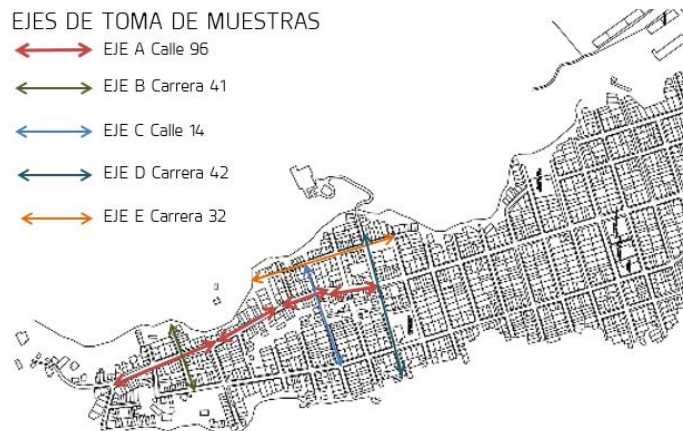 EJES DE TOMA DE MUESTRAS
EJE A Calle 96
EJE B Carrera 41
EJE C Calle 14
EJE D Carrera 42
EJE E Carrera 32